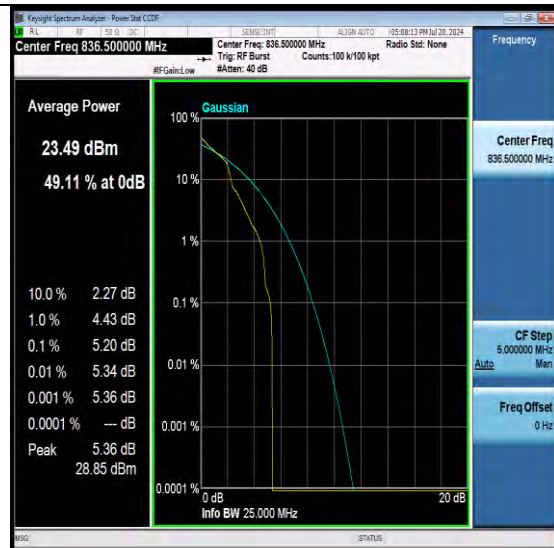 Keysight Spectrum Analyzer - Power Stat CCDF
RL RF 50 Ω DC SENSE:INT ALIGN AUTO 05:08:13 PM Jul 20, 2024
Center Freq 836.500000 MHz
Center Freq: 836.500000 MHz Radio Std: None
Trig: RF Burst Counts:100 k/100 kpt
#IFGain:Low #Atten: 40 dB
Frequency
Average Power
23.49 dBm
49.11 % at 0dB
10.0 % 2.27 dB
1.0 % 4.43 dB
0.1 % 5.20 dB
0.01 % 5.34 dB
0.001 % 5.36 dB
0.0001 % --- dB
Peak 5.36 dB
28.85 dBm
Gaussian
100 %
10 %
1 %
0.1 %
0.01 %
0.001 %
0.0001 %
0 dB 20 dB
Info BW 25.000 MHz
Center Freq
836.500000 MHz
CF Step
5.000000 MHz
Auto Man
Freq Offset
0 Hz
MSG STATUS